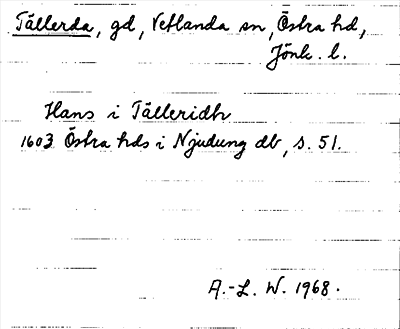 Tällerda, gd, Vetlanda sn, Östra hd,
Jönk. l.
Hans i Tälleridh
1603 Östra hds i Njudung db, s. 51.
A.-L. W. 1968.